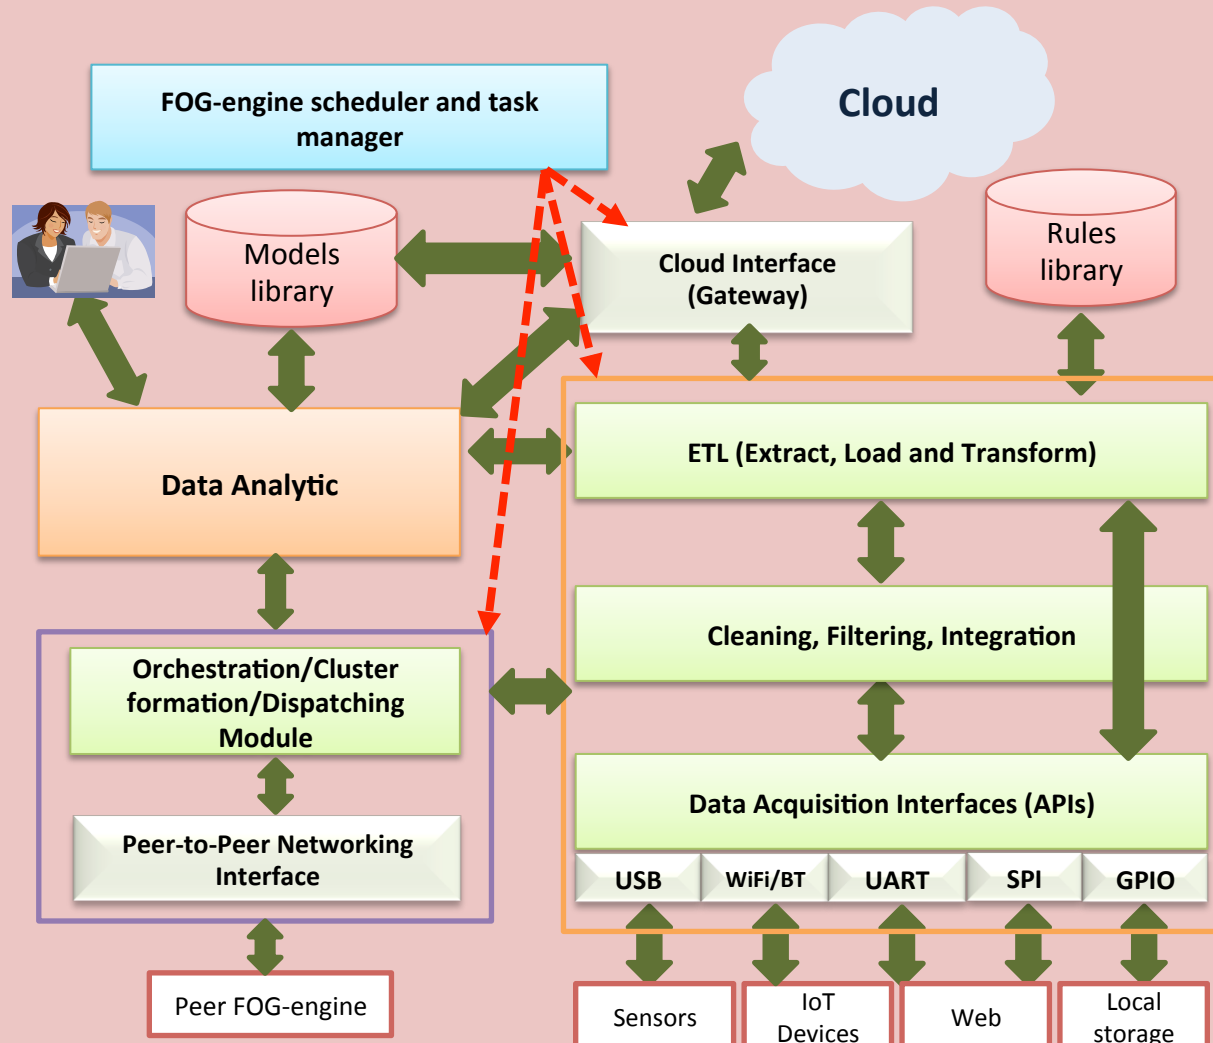 FOG-engine scheduler and task
manager
Cloud
Models
library
Cloud Interface
(Gateway)
Rules
library
Data Analytic
ETL (Extract, Load and Transform)
Cleaning, Filtering, Integration
Orchestration/Cluster
formation/Dispatching
Module
Data Acquisition Interfaces (APIs)
Peer-to-Peer Networking
Interface
USB
WiFi/BT
UART
SPI
GPIO
Peer FOG-engine
Sensors
IoT
Devices
Web
Local
storage